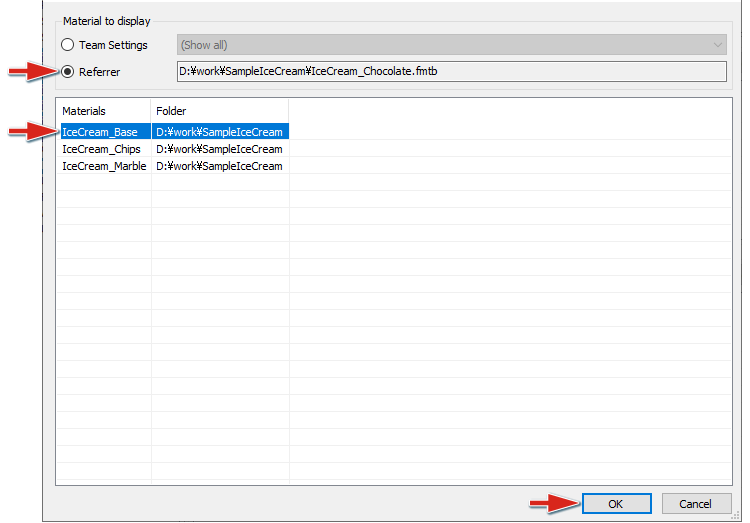 Material to display
Team Settings (Show all)
Referrer D:¥work¥SampleIceCream¥IceCream_Chocolate.fmtb
Materials Folder
IceCream_Base D:¥work¥SampleIceCream
IceCream_Chips D:¥work¥SampleIceCream
IceCream_Marble D:¥work¥SampleIceCream
OK Cancel